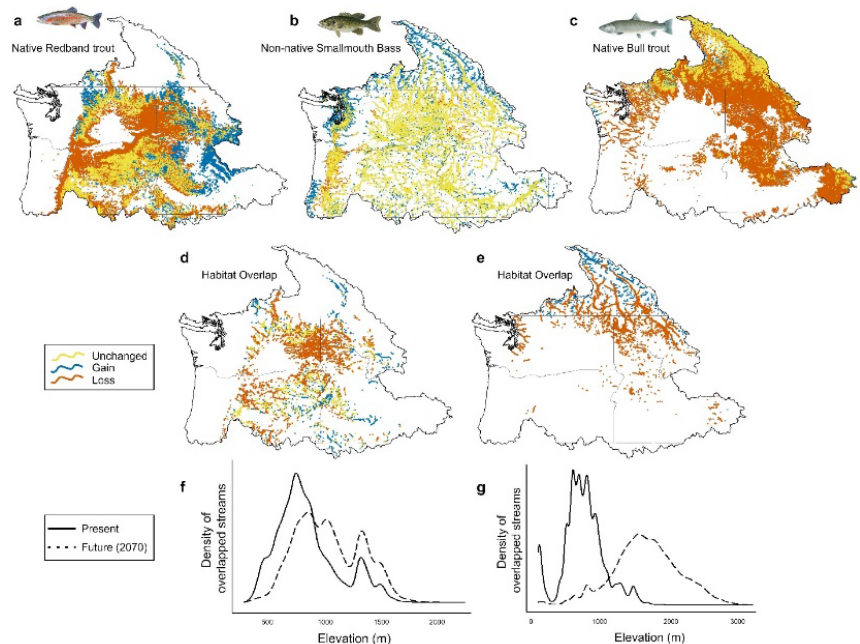 a
b
c
Native Redband trout
Non-native Smallmouth Bass
Native Bull trout
d
e
Habitat Overlap
Habitat Overlap
Unchanged
Gain
Loss
f
g
Present
Future (2070)
Density of
overlapped streams
500
1000
1500
2000
Elevation (m)
Density of
overlapped streams
0
1000
2000
3000
Elevation (m)